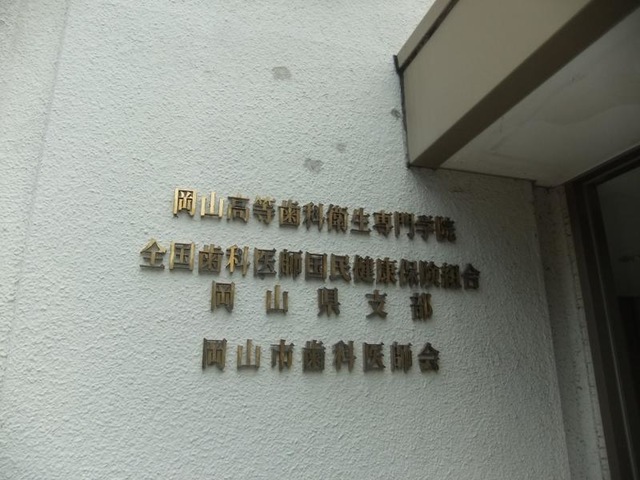 岡山高等歯科衛生専門学院
全国歯科医師国民健康保険組合
岡山県支部
岡山市歯科医師会